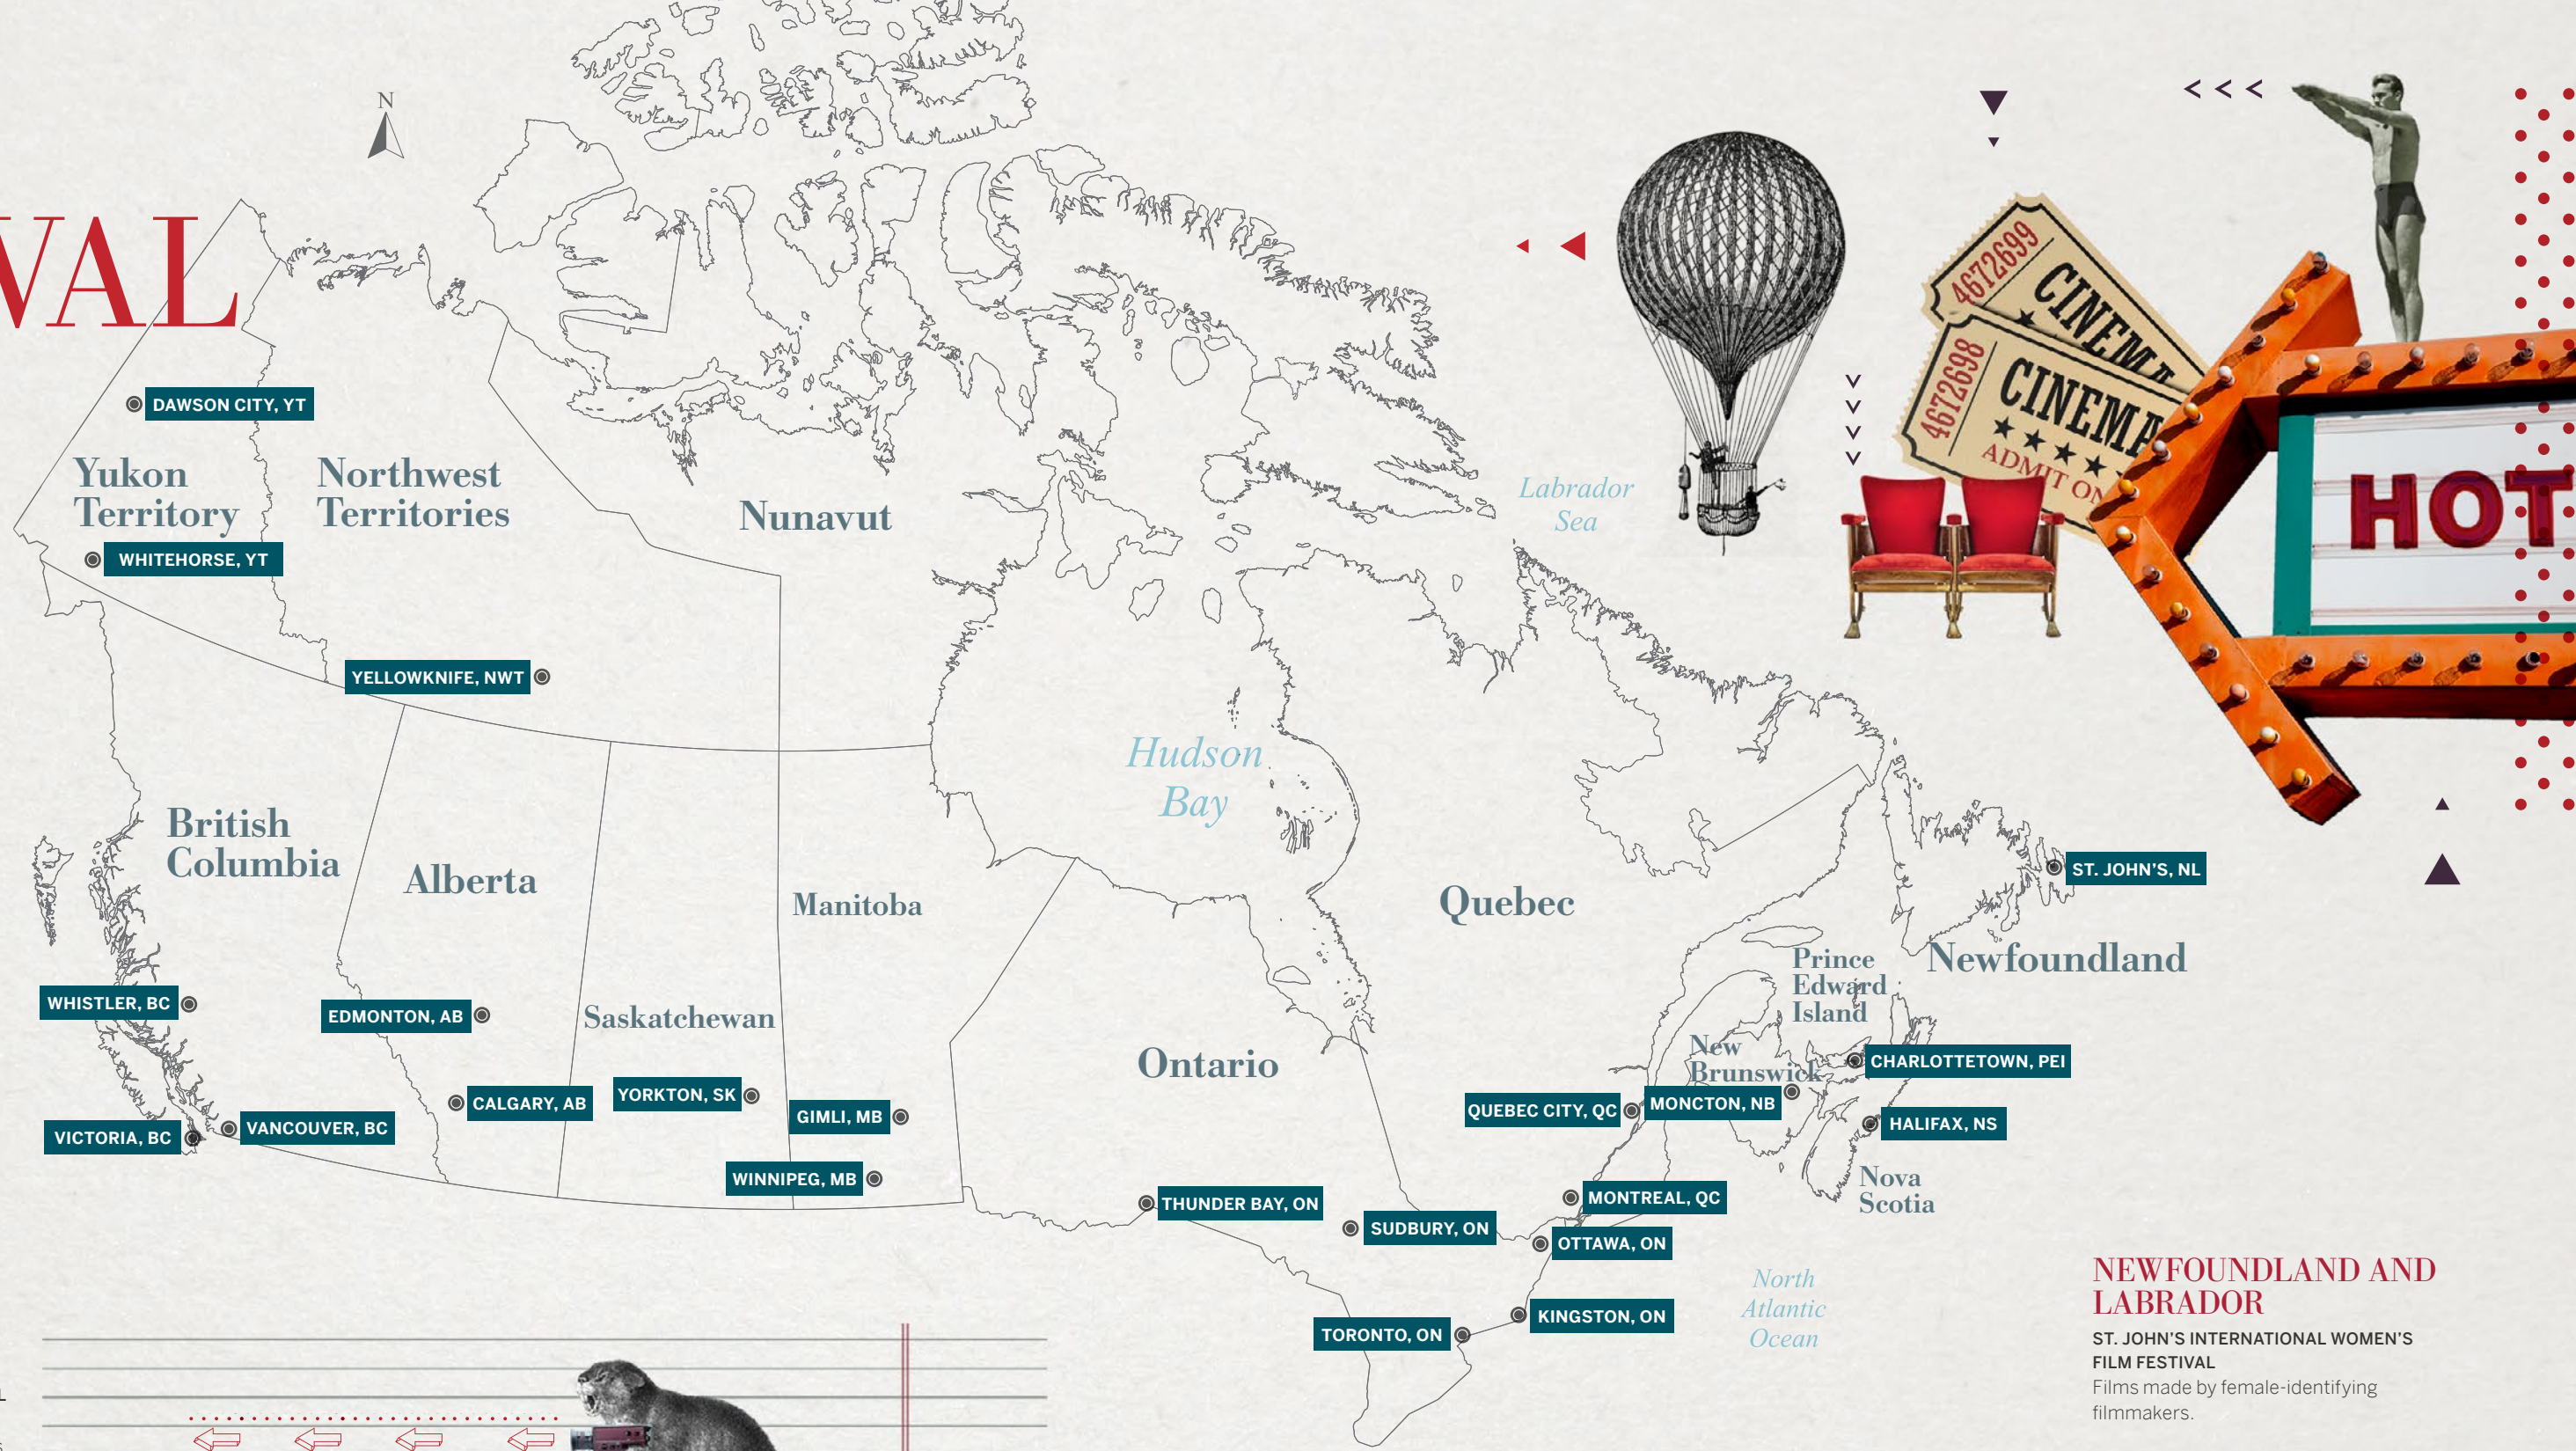 N
VAL
4672699
CINEMA
4672698
CINEMA
ADMIT ON
HOT
DAWSON CITY, YT
Yukon
Territory
Northwest
Territories
WHITEHORSE, YT
Nunavut
Labrador
Sea
YELLOWKNIFE, NWT
Hudson
Bay
British
Columbia
Alberta
Manitoba
Quebec
ST. JOHN'S, NL
Newfoundland
Prince
Edward
Island
WHISTLER, BC
EDMONTON, AB
Saskatchewan
Ontario
New
Brunswick
CHARLOTTETOWN, PEI
CALGARY, AB
YORKTON, SK
GIMLI, MB
QUEBEC CITY, QC
MONCTON, NB
HALIFAX, NS
VICTORIA, BC
VANCOUVER, BC
WINNIPEG, MB
Nova
Scotia
THUNDER BAY, ON
SUDBURY, ON
MONTREAL, QC
OTTAWA, ON
North
Atlantic
Ocean
KINGSTON, ON
TORONTO, ON
NEWFOUNDLAND AND
LABRADOR
ST. JOHN'S INTERNATIONAL WOMEN'S
FILM FESTIVAL
Films made by female-identifying
filmmakers.